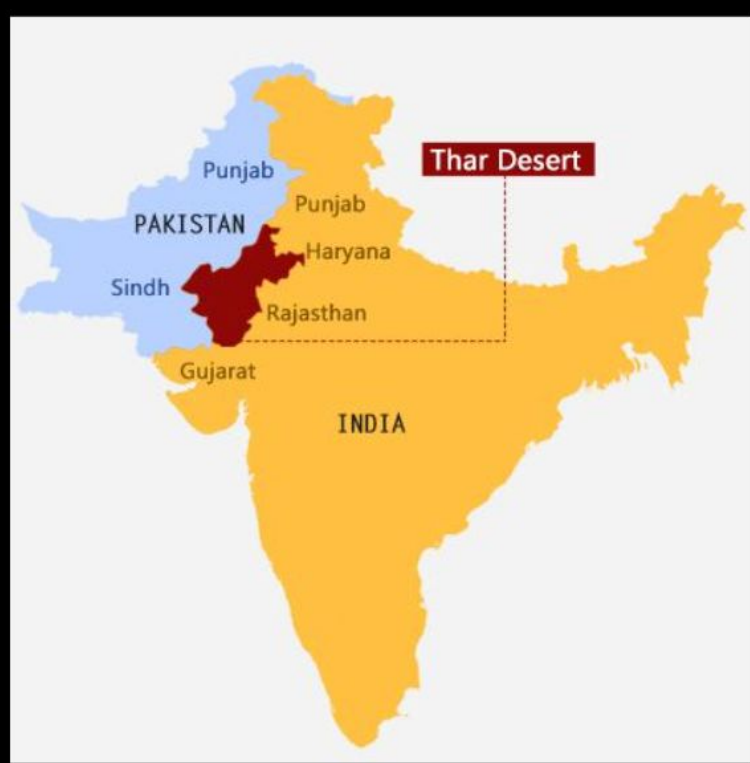 Thar Desert
Punjab
Punjab
PAKISTAN
Haryana
Sindh
Rajasthan
Gujarat
INDIA